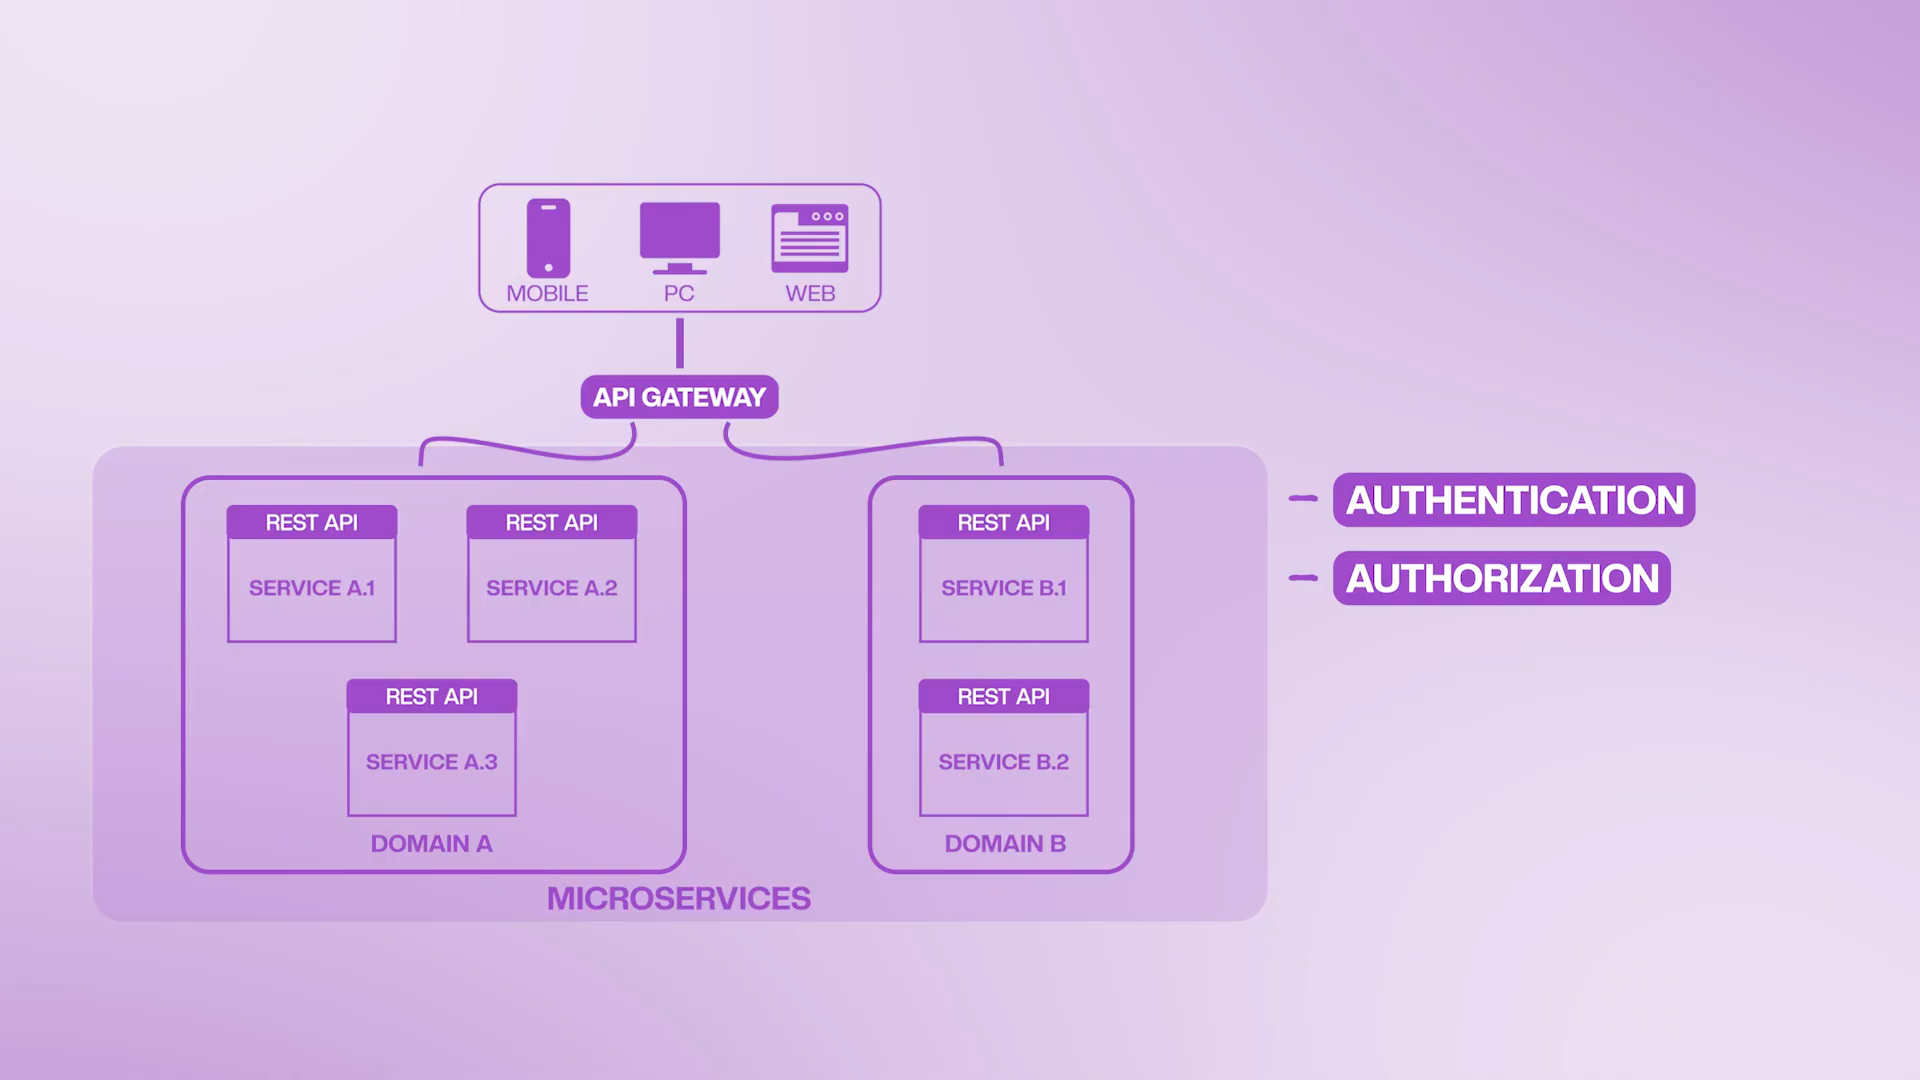 MOBILE
PC
WEB
API GATEWAY
REST API
SERVICE A.1
REST API
SERVICE A.2
REST API
SERVICE A.3
DOMAIN A
REST API
SERVICE B.1
REST API
SERVICE B.2
DOMAIN B
MICROSERVICES
- AUTHENTICATION
- AUTHORIZATION